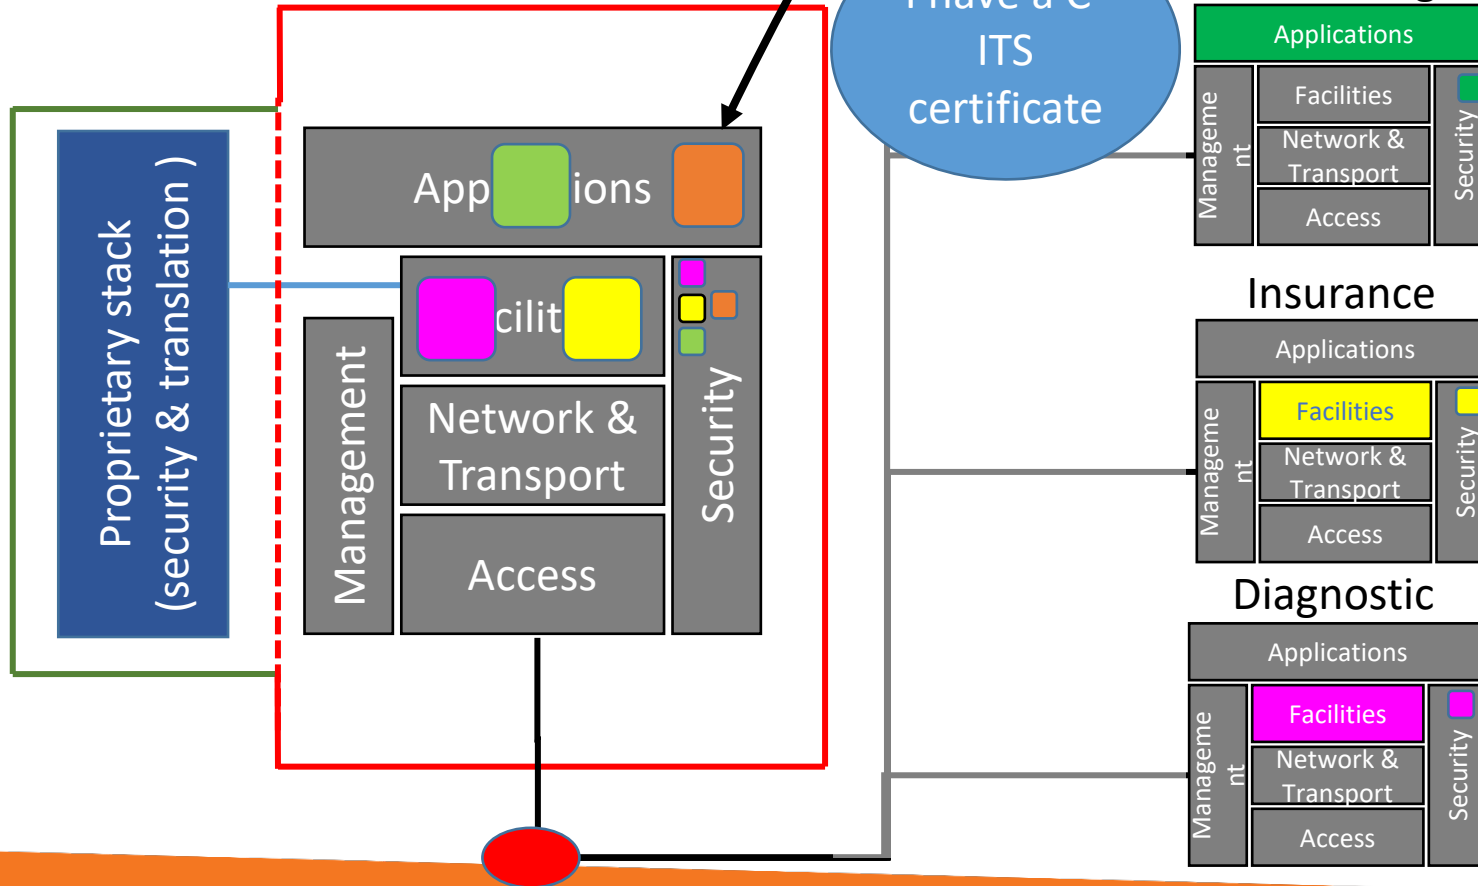 I have a C
ITS
certificate
Proprietary stack
(security & translation )
App ions
cilit
Management
Network &
Transport
Access
Security
Applications
Manageme
nt
Facilities
Network &
Transport
Access
Security
Insurance
Applications
Manageme
nt
Facilities
Network &
Transport
Access
Security
Diagnostic
Applications
Manageme
nt
Facilities
Network &
Transport
Access
Security